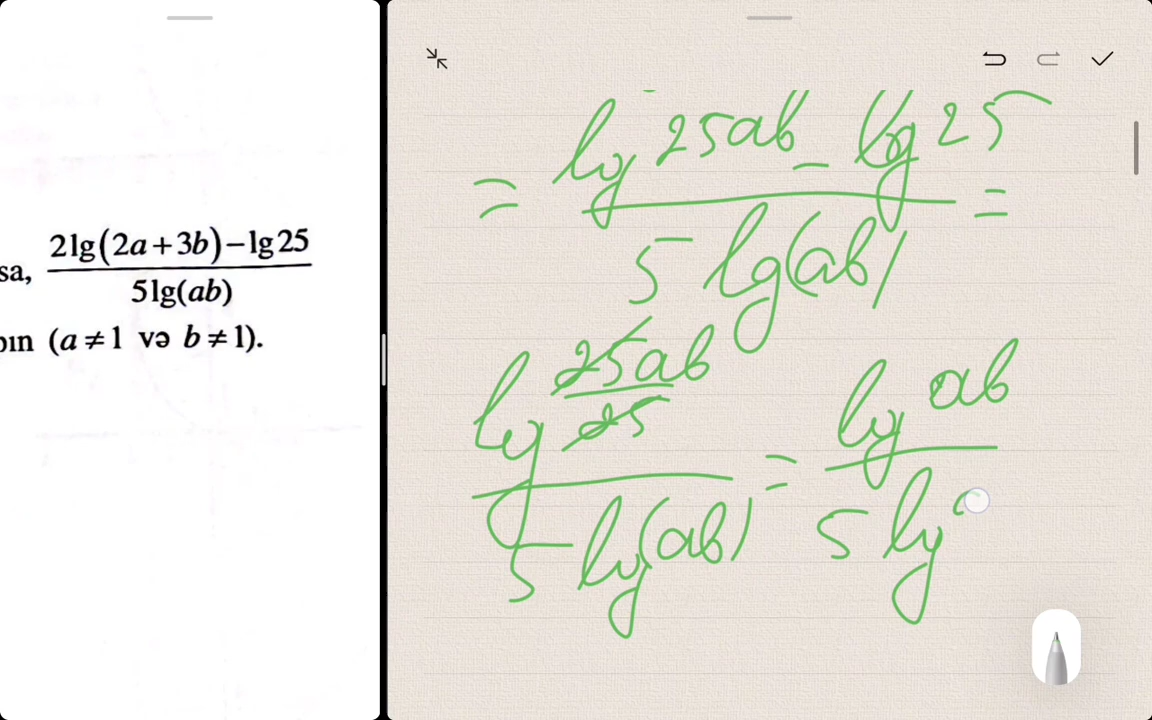 sa, 2lg(2a+3b)−lg25 / 5lg(ab)
(a≠1 və b≠1).
= lg 25ab − lg 25 / 5 lg(ab) =
lg 25ab/25 / 5 lg(ab) = lg ab / 5 lg